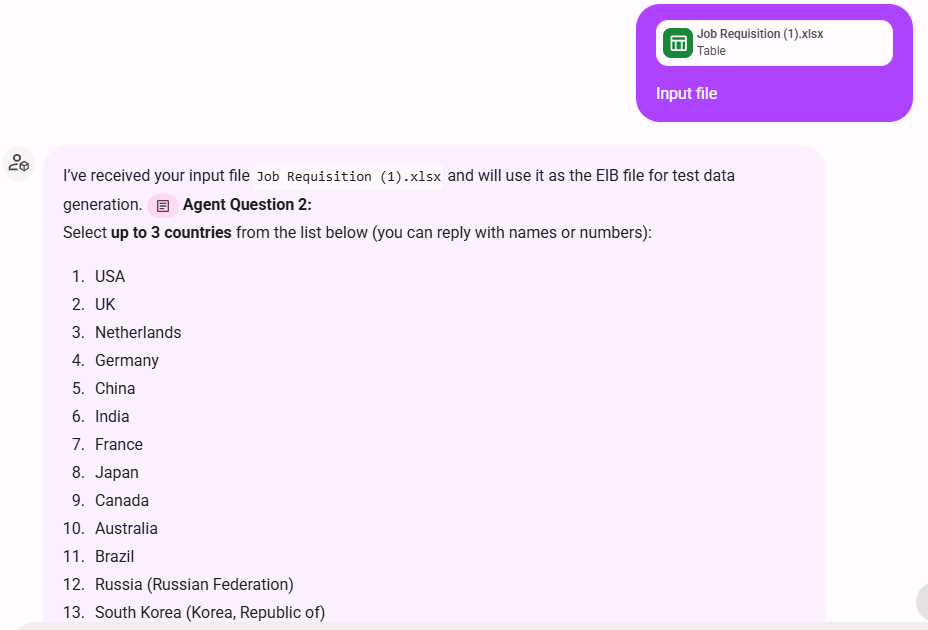 Job Requisition (1).xlsx
Table
Input file
I’ve received your input file Job Requisition (1).xlsx and will use it as the EIB file for test data
generation. Agent Question 2:
Select up to 3 countries from the list below (you can reply with names or numbers):
1. USA
2. UK
3. Netherlands
4. Germany
5. China
6. India
7. France
8. Japan
9. Canada
10. Australia
11. Brazil
12. Russia (Russian Federation)
13. South Korea (Korea, Republic of)